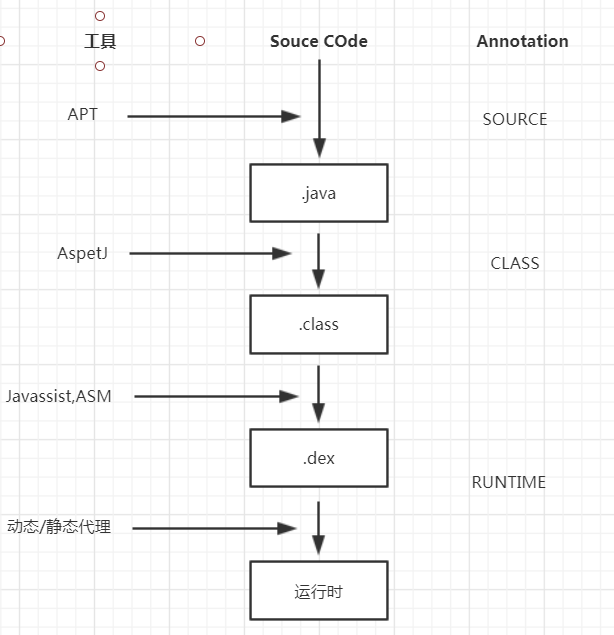 工具 Souce COde Annotation
APT
SOURCE
.java
AspetJ
CLASS
.class
Javassist,ASM
.dex
RUNTIME
动态/静态代理
运行时